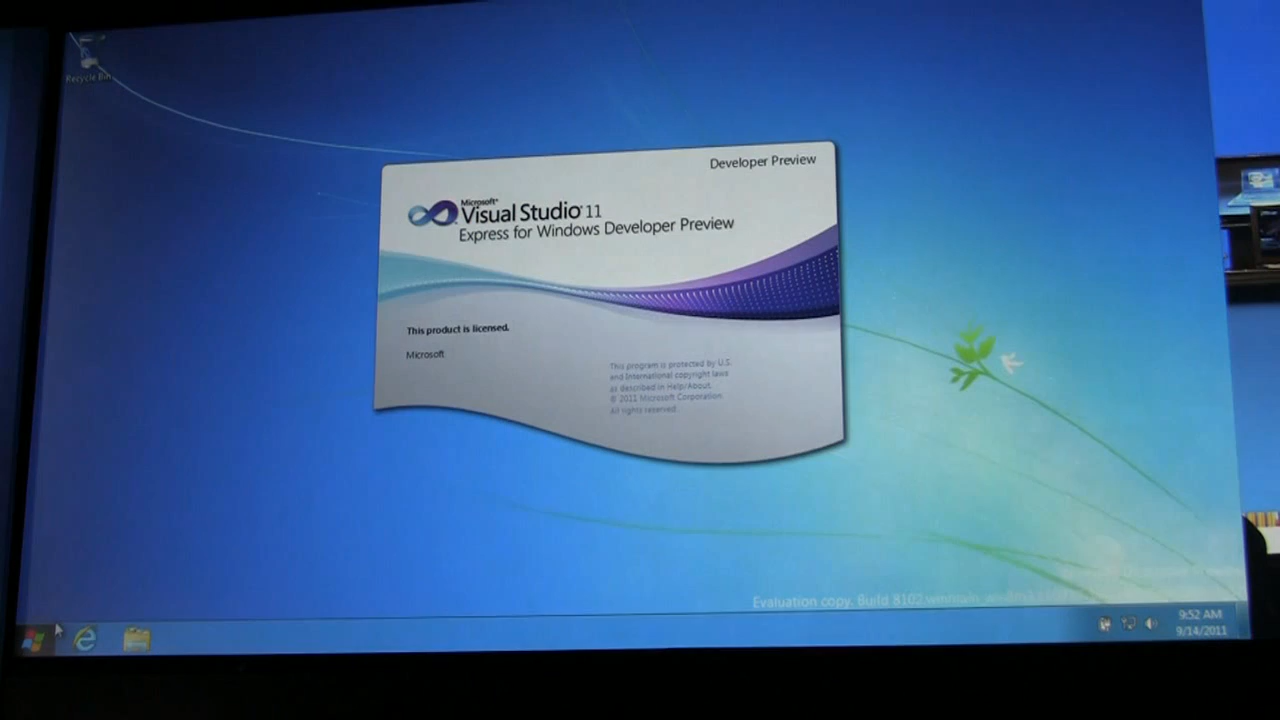 Recycle Bin
Developer Preview
Microsoft®
Visual Studio® 11
Express for Windows Developer Preview
This product is licensed.
Microsoft
This program is protected by U.S.
and International copyright laws
as described in Help/About.
© 2011 Microsoft Corporation.
All rights reserved.
Evaluation copy. Build 8102
9:52 AM
9/14/2011